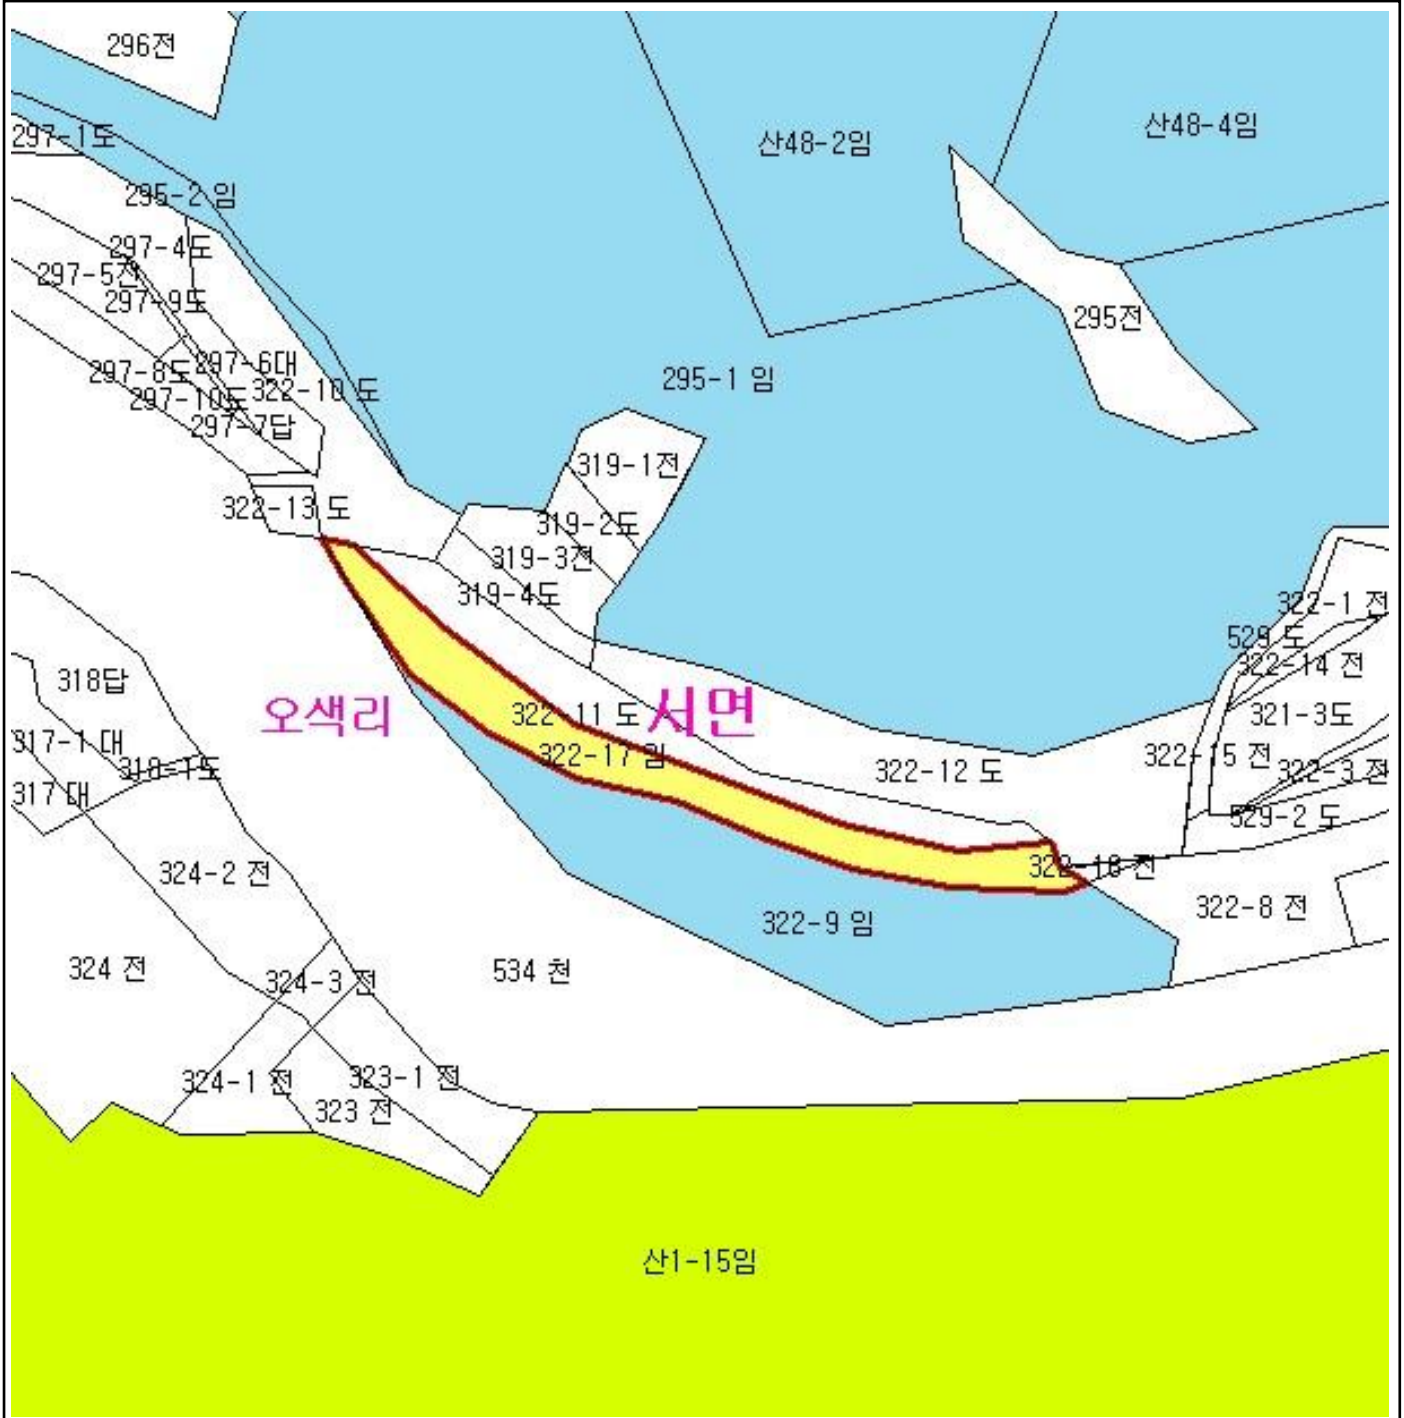 296전
산48-4임
297-1도
산48-2임
295-2 임
297-4도
297-5전
297-9도
295전
297-6대
297-8도
295-1 임
322-10 도
297-10도
297-7답
319-1전
322-13 도
319-2도
319-3전
319-4도
322-1 전
529 도
322-14 전
318답
오색리
322-11 도
서면
321-3도
317-1 대
322-17 임
322-15 전
318-1도
322-12 도
322-3 전
317 대
529-2 도
324-2 전
322-18 전
322-8 전
322-9 임
324 전
534 천
324-3 전
324-1 전
323-1 전
323 전
산1-15임